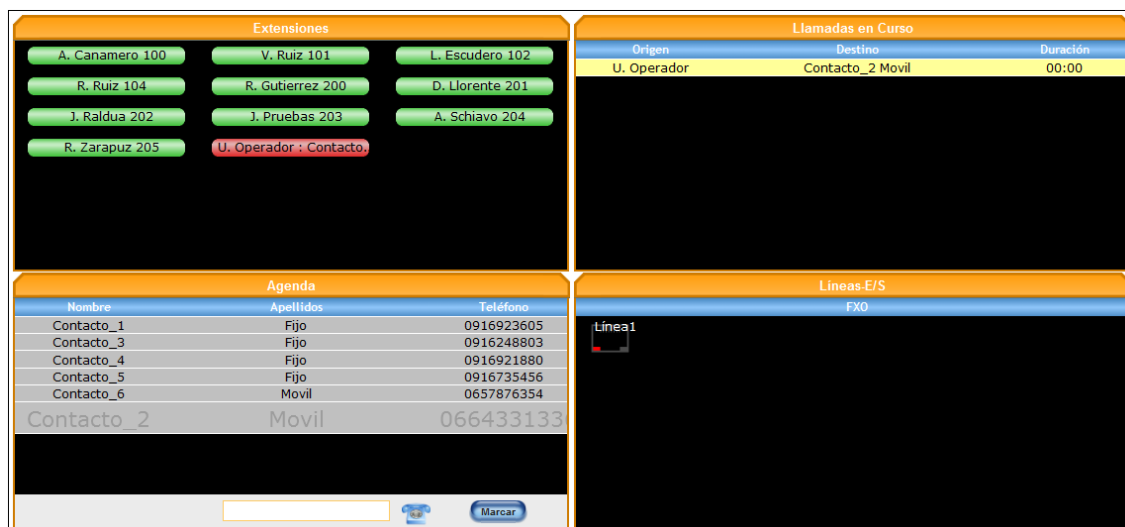 Extensiones
A. Canamero 100 V. Ruiz 101 L. Escudero 102
R. Ruiz 104 R. Gutierrez 200 D. Llorente 201
J. Raldua 202 J. Pruebas 203 A. Schiavo 204
R. Zarapuz 205 U. Operador : Contacto.
Llamadas en Curso
Origen Destino Duración
U. Operador Contacto_2 Movil 00:00
Agenda
Nombre Apellidos Teléfono
Contacto_1 Fijo 0916923605
Contacto_3 Fijo 0916248803
Contacto_4 Fijo 0916921880
Contacto_5 Fijo 0916735456
Contacto_6 Movil 0657876354
Contacto_2 Movil
Marcar
Líneas-E/S
FXO
Línea1